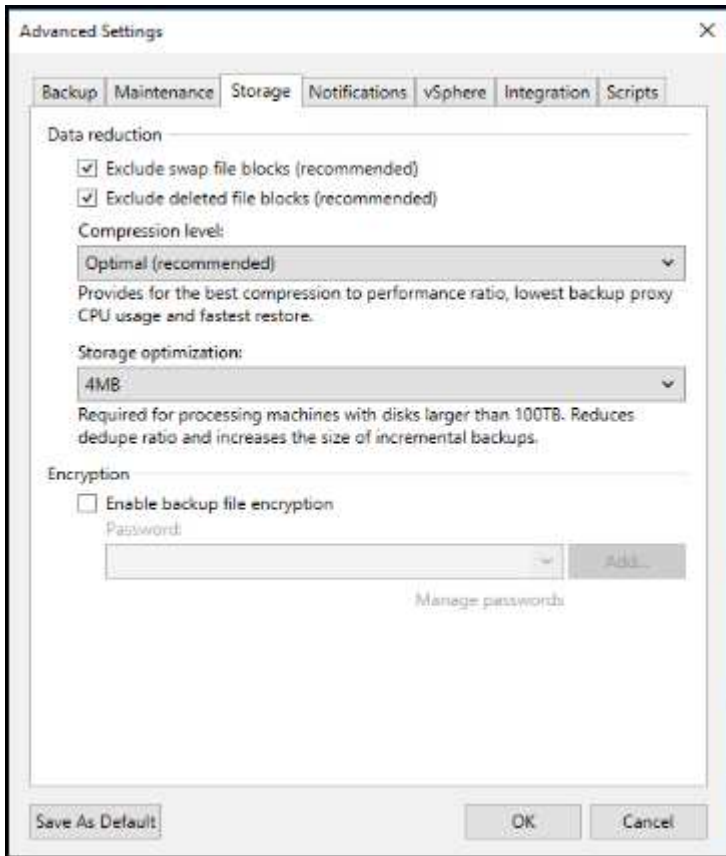 Advanced Settings
Backup Maintenance Storage Notifications vSphere Integration Scripts
Data reduction
Exclude swap file blocks (recommended)
Exclude deleted file blocks (recommended)
Compression level:
Optimal (recommended)
Provides for the best compression to performance ratio, lowest backup proxy
CPU usage and fastest restore.
Storage optimization:
4MB
Required for processing machines with disks larger than 100TB. Reduces
dedupe ratio and increases the size of incremental backups.
Encryption
Enable backup file encryption
Password:
Add...
Manage passwords
Save As Default OK Cancel